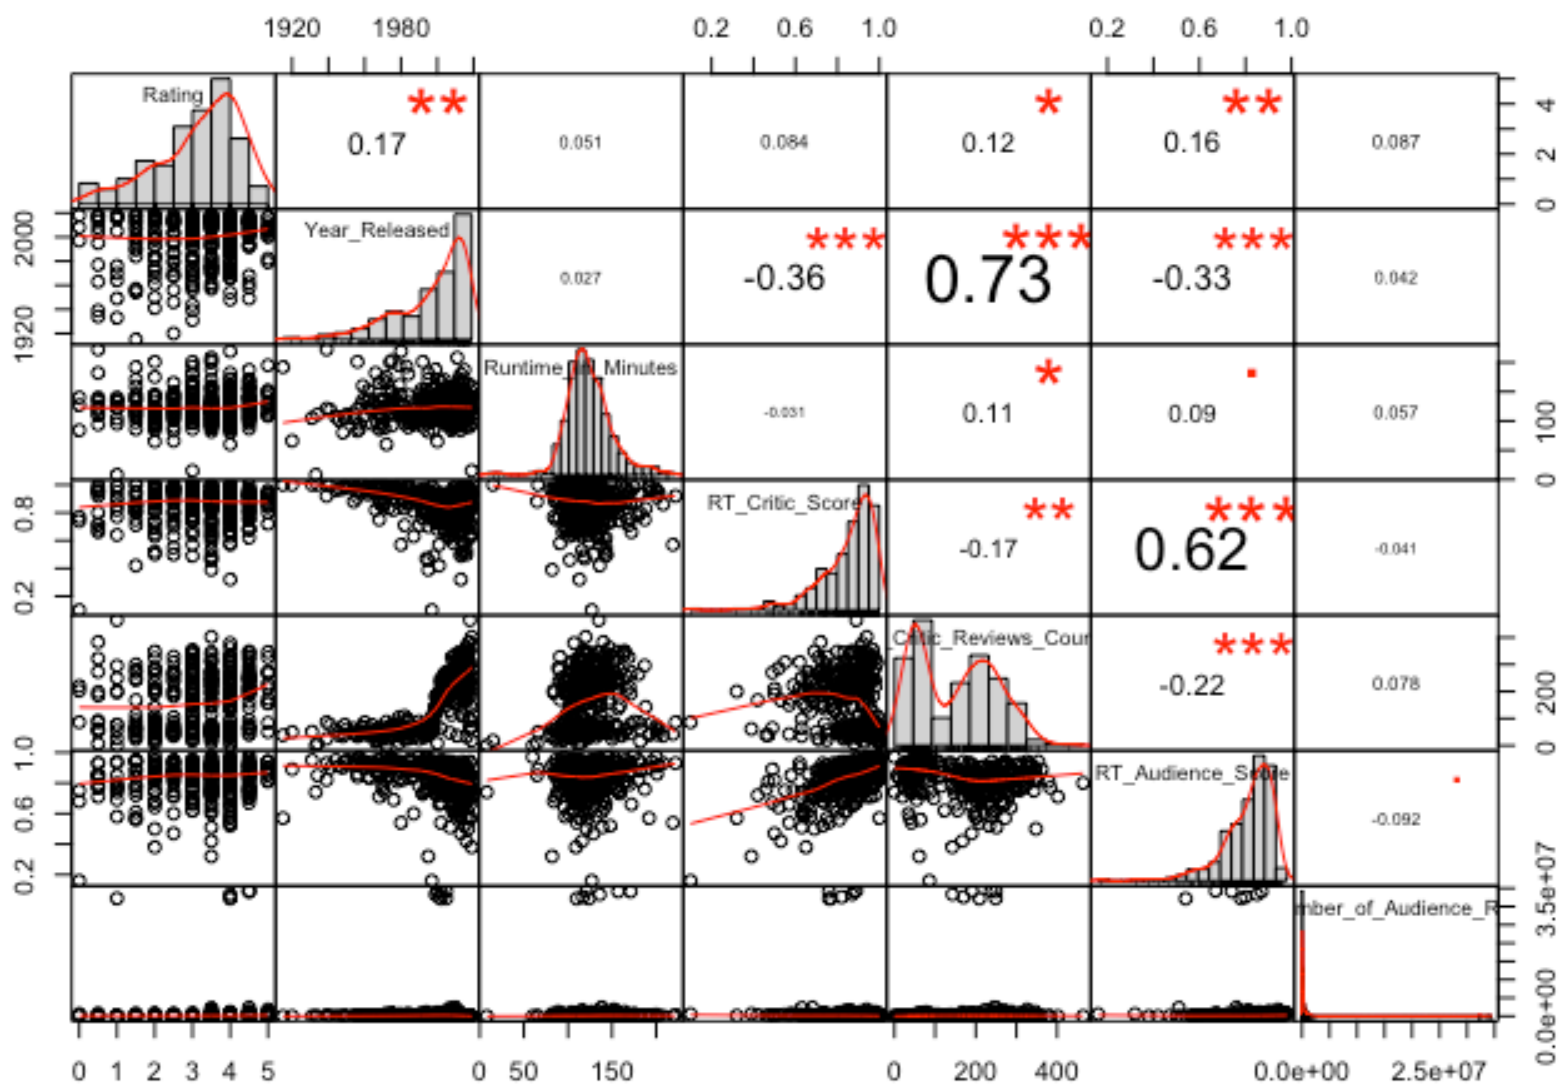 1920 1980 0.2 0.6 1.0 0.2 0.6 1.0
Rating ** 0.17 0.051 0.084 * 0.12 ** 0.16 0.087 0 2 4
1920 2000 Year_Released 0.027 *** -0.36 *** 0.73 *** -0.33 0.042
Runtime_in_Minutes -0.031 * 0.11 0.09 0.057 0 100
0.2 0.8 RT_Critic_Score ** -0.17 *** 0.62 -0.041
_Critic_Reviews_Cour *** -0.22 0.078 0 200
0.2 0.6 1.0 RT_Audience_Score -0.092
mber_of_Audience_R 0.0e+00 3.5e+07
0 1 2 3 4 5 0 50 150 0 200 400 0.0e+00 2.5e+07